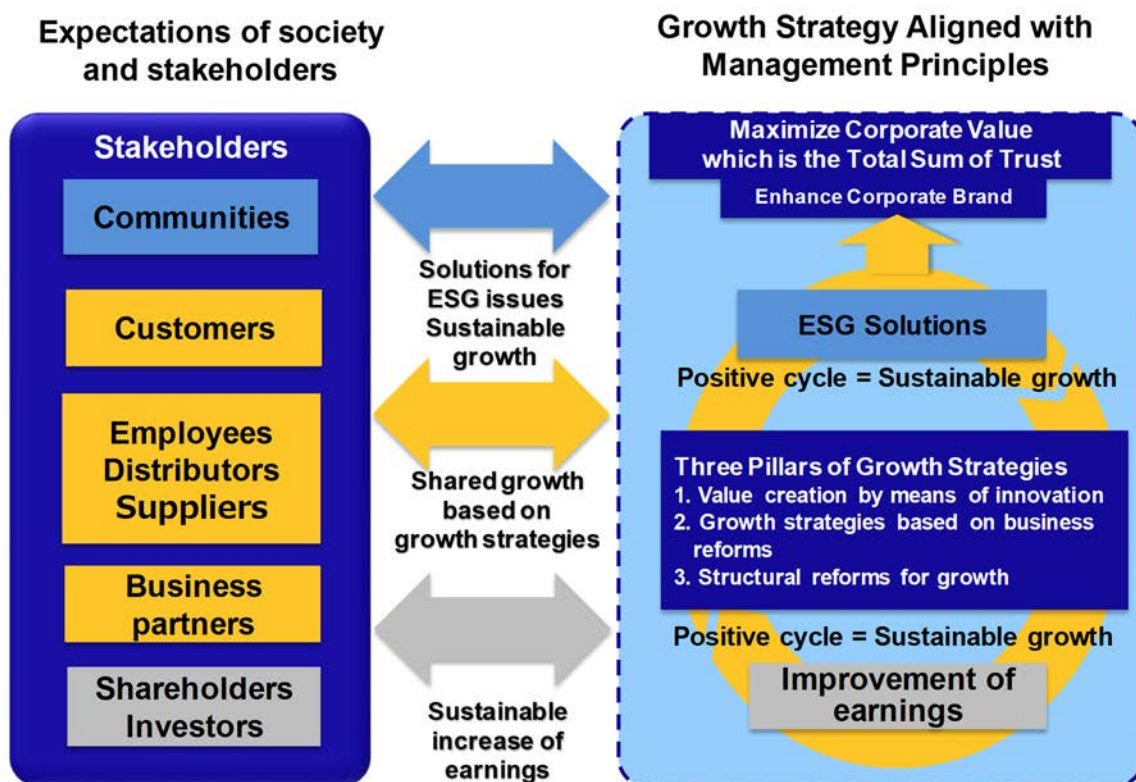 Expectations of society
and stakeholders
Stakeholders
Communities
Customers
Employees
Distributors
Suppliers
Business
partners
Shareholders
Investors
Solutions for
ESG issues
Sustainable
growth
Shared growth
based on
growth strategies
Sustainable
increase of
earnings
Growth Strategy Aligned with
Management Principles
Maximize Corporate Value
which is the Total Sum of Trust
Enhance Corporate Brand
ESG Solutions
Positive cycle = Sustainable growth
Three Pillars of Growth Strategies
1. Value creation by means of innovation
2. Growth strategies based on business
reforms
3. Structural reforms for growth
Positive cycle = Sustainable growth
Improvement of
earnings